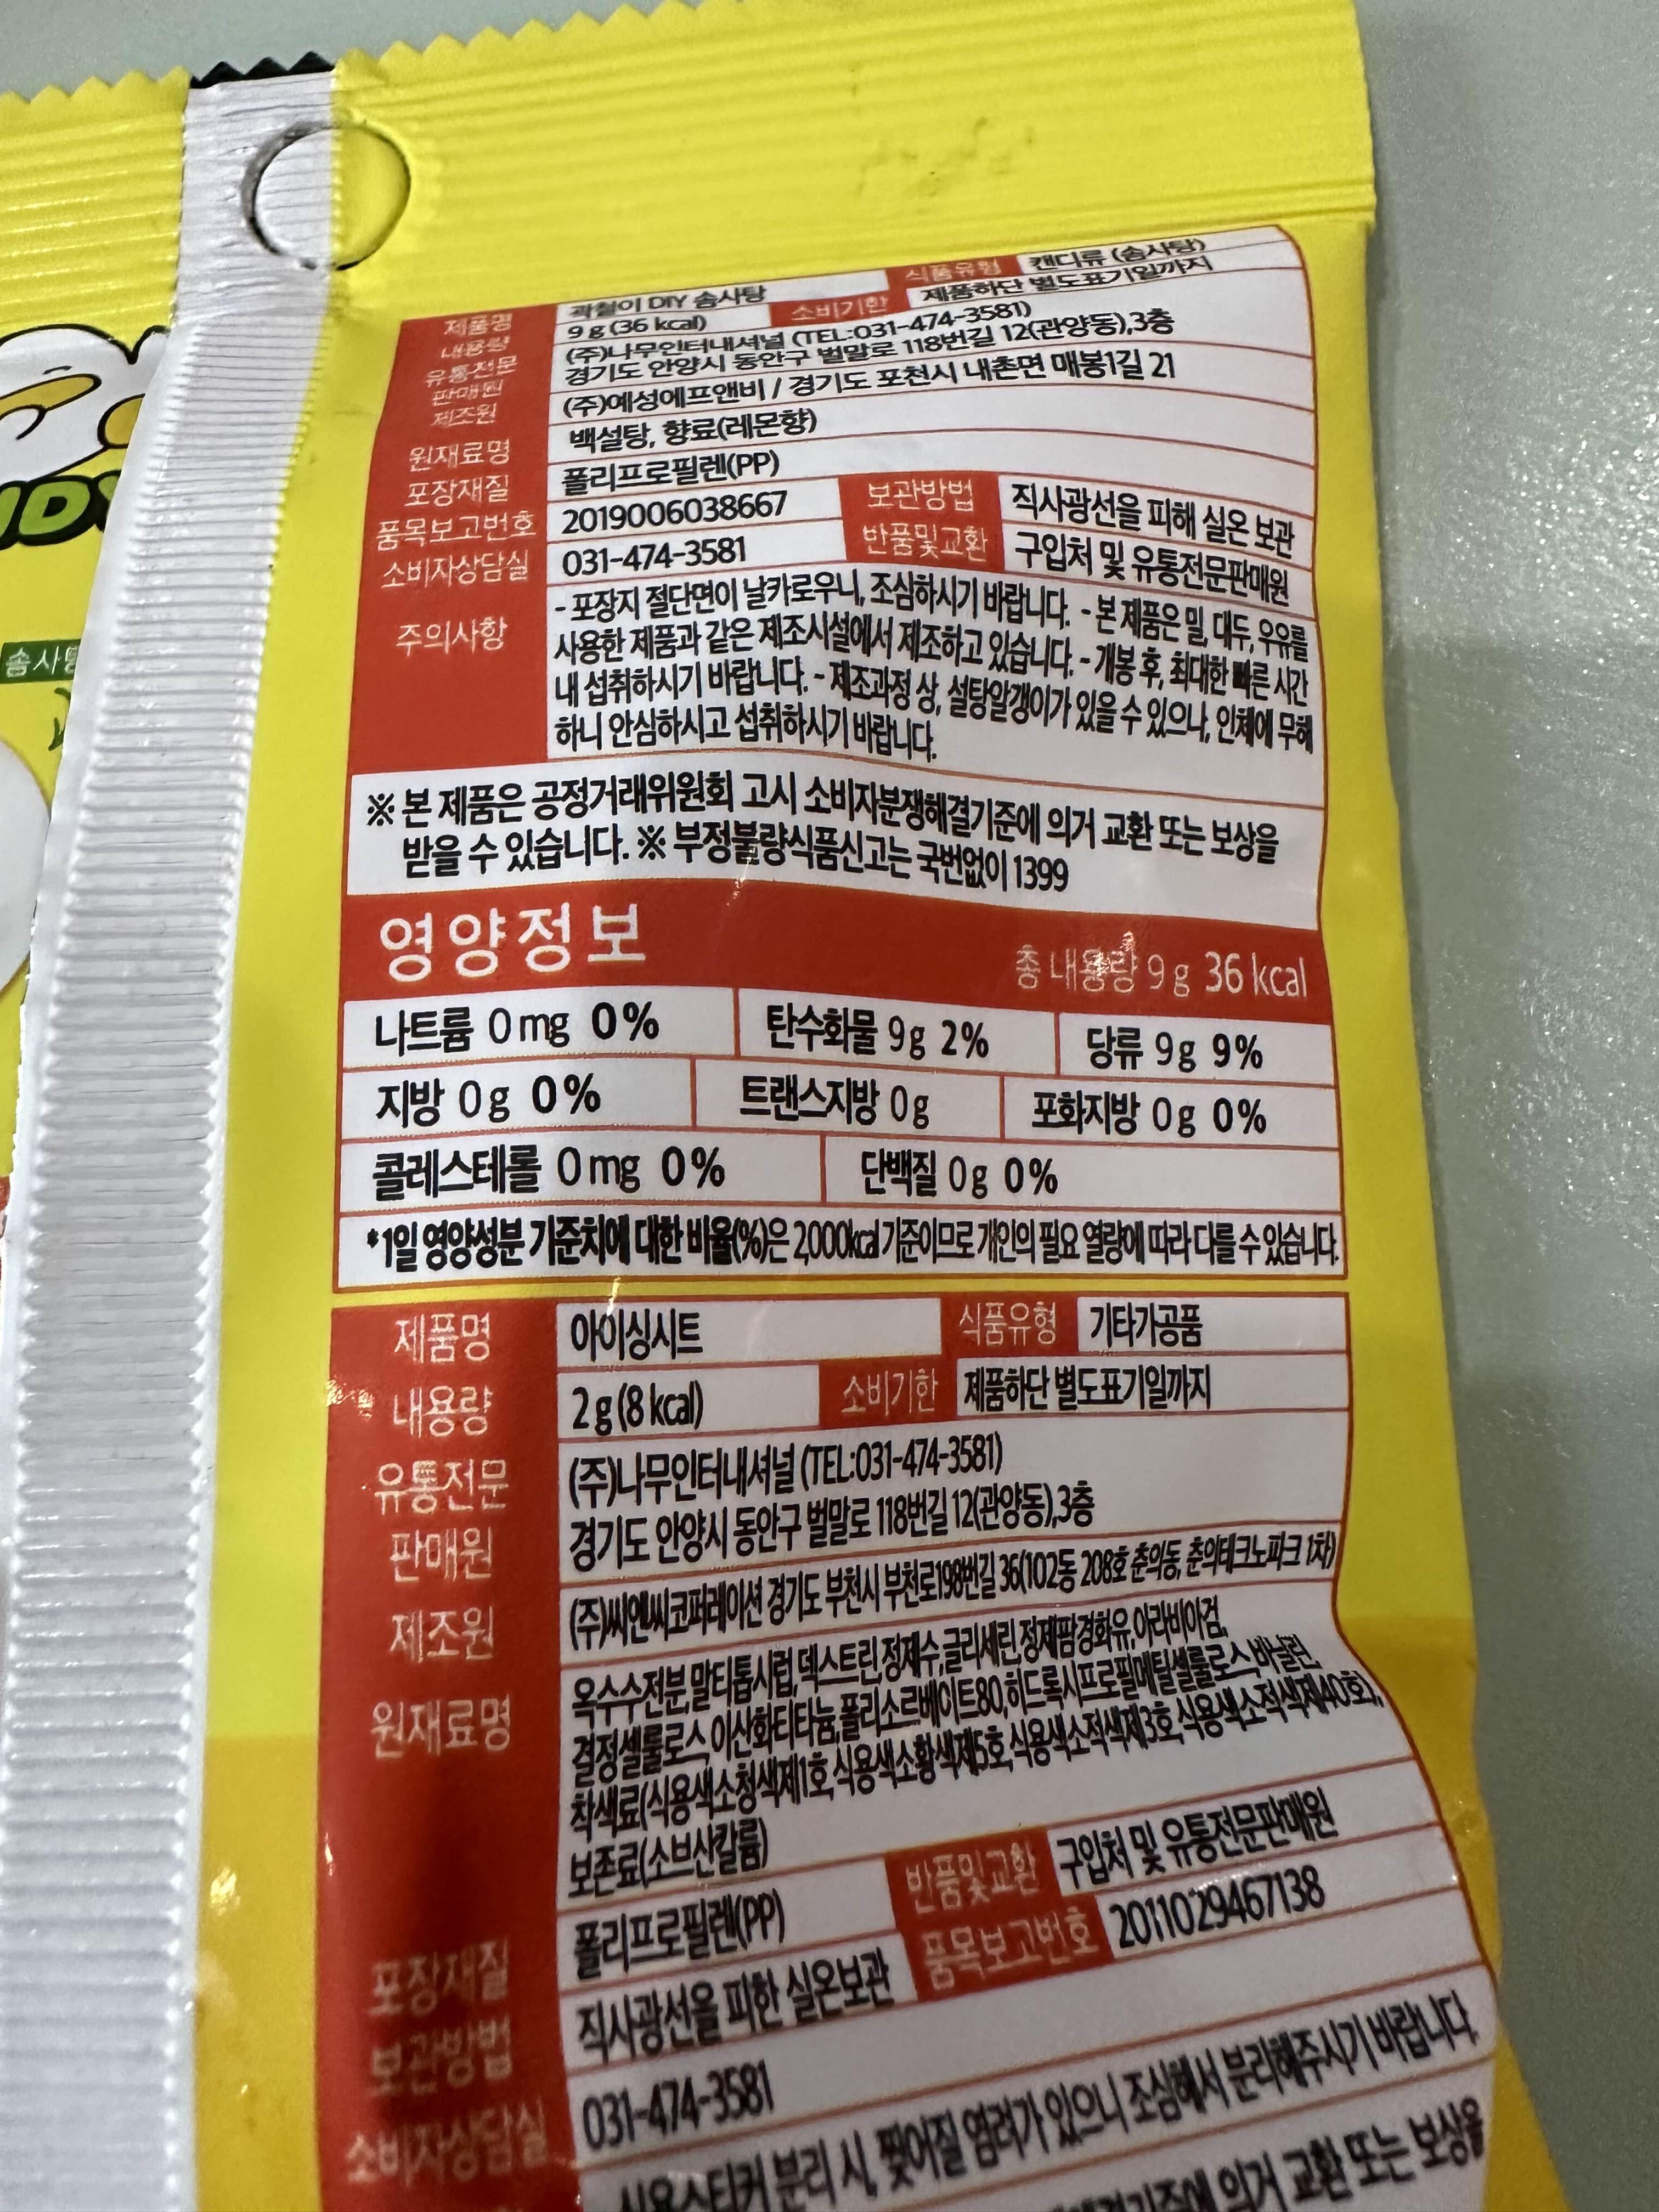 제품명 곽철이 DIY 솜사탕 식품유형 캔디류 (솜사탕)
내용량 9 g (36 kcal) 소비기한 제품하단 별도표기일까지
유통전문 (주)나무인터내셔널 (TEL:031-474-3581)
판매원 경기도 안양시 동안구 벌말로 118번길 12(관양동),3층
제조원 (주)예성에프앤비 / 경기도 포천시 내촌면 매봉1길 21
원재료명 백설탕, 향료(레몬향)
포장재질 폴리프로필렌(PP)
품목보고번호 2019006038667 보관방법 직사광선을 피해 실온 보관
소비자상담실 031-474-3581 반품및교환 구입처 및 유통전문판매원
주의사항 - 포장지 절단면이 날카로우니, 조심하시기 바랍니다. - 본 제품은 밀, 대두, 우유를
사용한 제품과 같은 제조시설에서 제조하고 있습니다. - 개봉 후, 최대한 빠른 시간
내 섭취하시기 바랍니다. - 제조과정 상, 설탕알갱이가 있을 수 있으나, 인체에 무해
하니 안심하시고 섭취하시기 바랍니다.
※ 본 제품은 공정거래위원회 고시 소비자분쟁해결기준에 의거 교환 또는 보상을
받을 수 있습니다. ※ 부정불량식품신고는 국번없이 1399
영양정보 총 내용량 9 g 36 kcal
나트륨 0 mg 0% 탄수화물 9g 2% 당류 9g 9%
지방 0g 0% 트랜스지방 0g 포화지방 0g 0%
콜레스테롤 0 mg 0% 단백질 0g 0%
*1일 영양성분 기준치에 대한 비율(%)은 2,000kcal 기준이므로 개인의 필요 열량에 따라 다를 수 있습니다.
제품명 아이싱시트 식품유형 기타가공품
내용량 2 g (8 kcal) 소비기한 제품하단 별도표기일까지
유통전문 (주)나무인터내셔널 (TEL:031-474-3581)
판매원 경기도 안양시 동안구 벌말로 118번길 12(관양동),3층
제조원 (주)씨앤씨코퍼레이션 경기도 부천시 부천로198번길 36(102동 208호 춘의동, 춘의테크노파크 1차)
원재료명 옥수수전분,말티톨시럽,덱스트린,정제수,글리세린,정제팜경화유,아라비아검,
결정셀룰로스,이산화티타늄,폴리소르베이트80,히드록시프로필메틸셀룰로스,바닐린,
착색료(식용색소청색제1호,식용색소황색제5호,식용색소적색제3호,식용색소적색제40호),
보존료(소브산칼륨)
포장재질 폴리프로필렌(PP) 반품및교환 구입처 및 유통전문판매원
보관방법 직사광선을 피한 실온보관 품목보고번호 2011029467138
소비자상담실 031-474-3581
식용스티커 분리 시, 찢어질 염려가 있으니 조심해서 분리해주시기 바랍니다.
의거 교환 또는 보상을